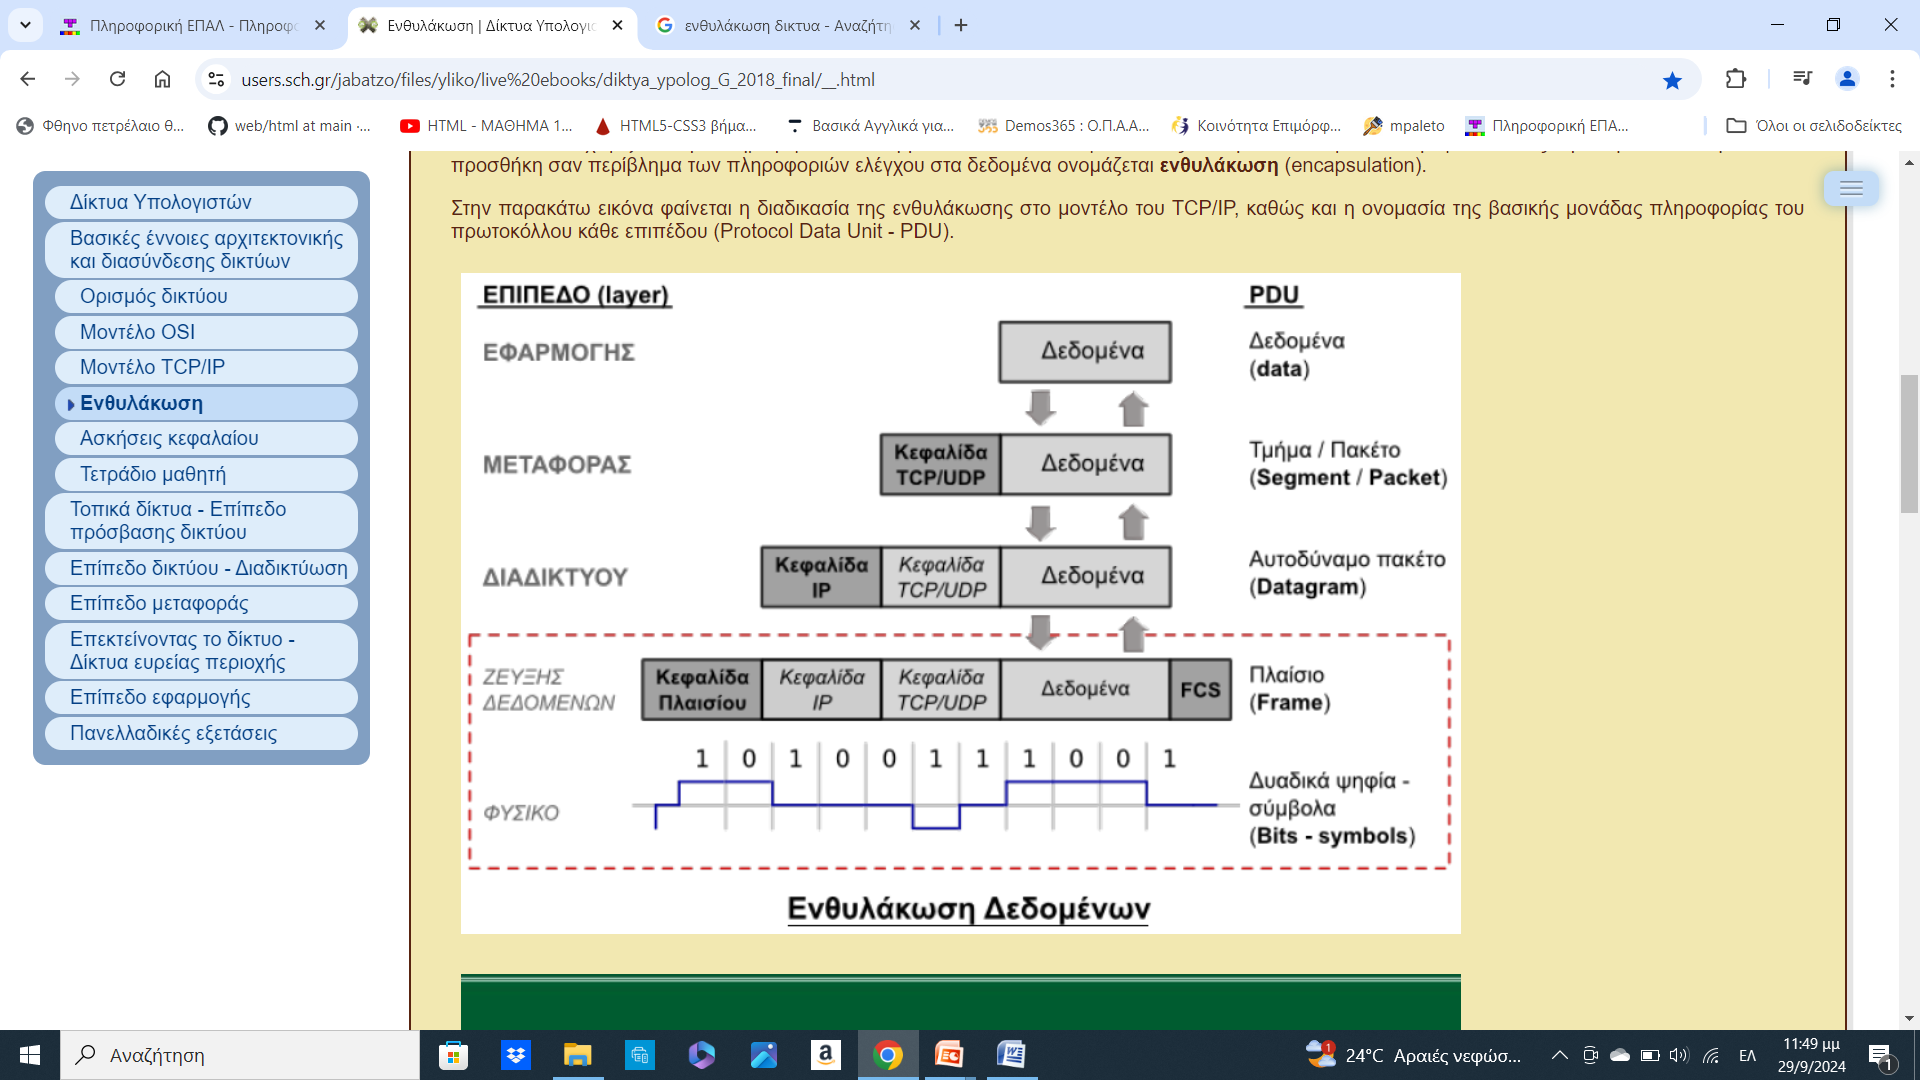 Πληροφορική ΕΠΑΛ - Πληροφο
Ενθυλάκωση | Δίκτυα Υπολογισ
ενθυλάκωση δικτυα - Αναζήτη
users.sch.gr/jabatzo/files/yliko/live%20ebooks/diktya_ypolog_G_2018_final/__.html
Φθηνο πετρέλαιο θ...
web/html at main ·...
HTML - ΜΑΘΗΜΑ 1...
HTML5-CSS3 βήμα...
Βασικά Αγγλικά για...
Demos365 : Ο.Π.Α.Α...
Κοινότητα Επιμόρφ...
mpaleto
Πληροφορική ΕΠΑ...
Όλοι οι σελιδοδείκτες
Δίκτυα Υπολογιστών
Βασικές έννοιες αρχιτεκτονικής
και διασύνδεσης δικτύων
Ορισμός δικτύου
Μοντέλο OSI
Μοντέλο TCP/IP
Ενθυλάκωση
Ασκήσεις κεφαλαίου
Τετράδιο μαθητή
Τοπικά δίκτυα - Επίπεδο
πρόσβασης δικτύου
Επίπεδο δικτύου - Διαδικτύωση
Επίπεδο μεταφοράς
Επεκτείνοντας το δίκτυο -
Δίκτυα ευρείας περιοχής
Επίπεδο εφαρμογής
Πανελλαδικές εξετάσεις
προσθήκη σαν περίβλημα των πληροφοριών ελέγχου στα δεδομένα ονομάζεται ενθυλάκωση (encapsulation).
Στην παρακάτω εικόνα φαίνεται η διαδικασία της ενθυλάκωσης στο μοντέλο του TCP/IP, καθώς και η ονομασία της βασικής μονάδας πληροφορίας του
πρωτοκόλλου κάθε επιπέδου (Protocol Data Unit - PDU).
ΕΠΙΠΕΔΟ (layer)
PDU
ΕΦΑΡΜΟΓΗΣ
Δεδομένα
Δεδομένα
(data)
ΜΕΤΑΦΟΡΑΣ
Κεφαλίδα
TCP/UDP
Δεδομένα
Τμήμα / Πακέτο
(Segment / Packet)
ΔΙΑΔΙΚΤΥΟΥ
Κεφαλίδα
IP
Κεφαλίδα
TCP/UDP
Δεδομένα
Αυτοδύναμο πακέτο
(Datagram)
ΖΕΥΞΗΣ
ΔΕΔΟΜΕΝΩΝ
Κεφαλίδα
Πλαισίου
Κεφαλίδα
IP
Κεφαλίδα
TCP/UDP
Δεδομένα
FCS
Πλαίσιο
(Frame)
1 0 1 0 0 1 1 1 0 0 1
ΦΥΣΙΚΟ
Δυαδικά ψηφία -
σύμβολα
(Bits - symbols)
Ενθυλάκωση Δεδομένων
Αναζήτηση
24°C Αραιές νεφώσ...
ΕΛ
11:49 μμ
29/9/2024
1